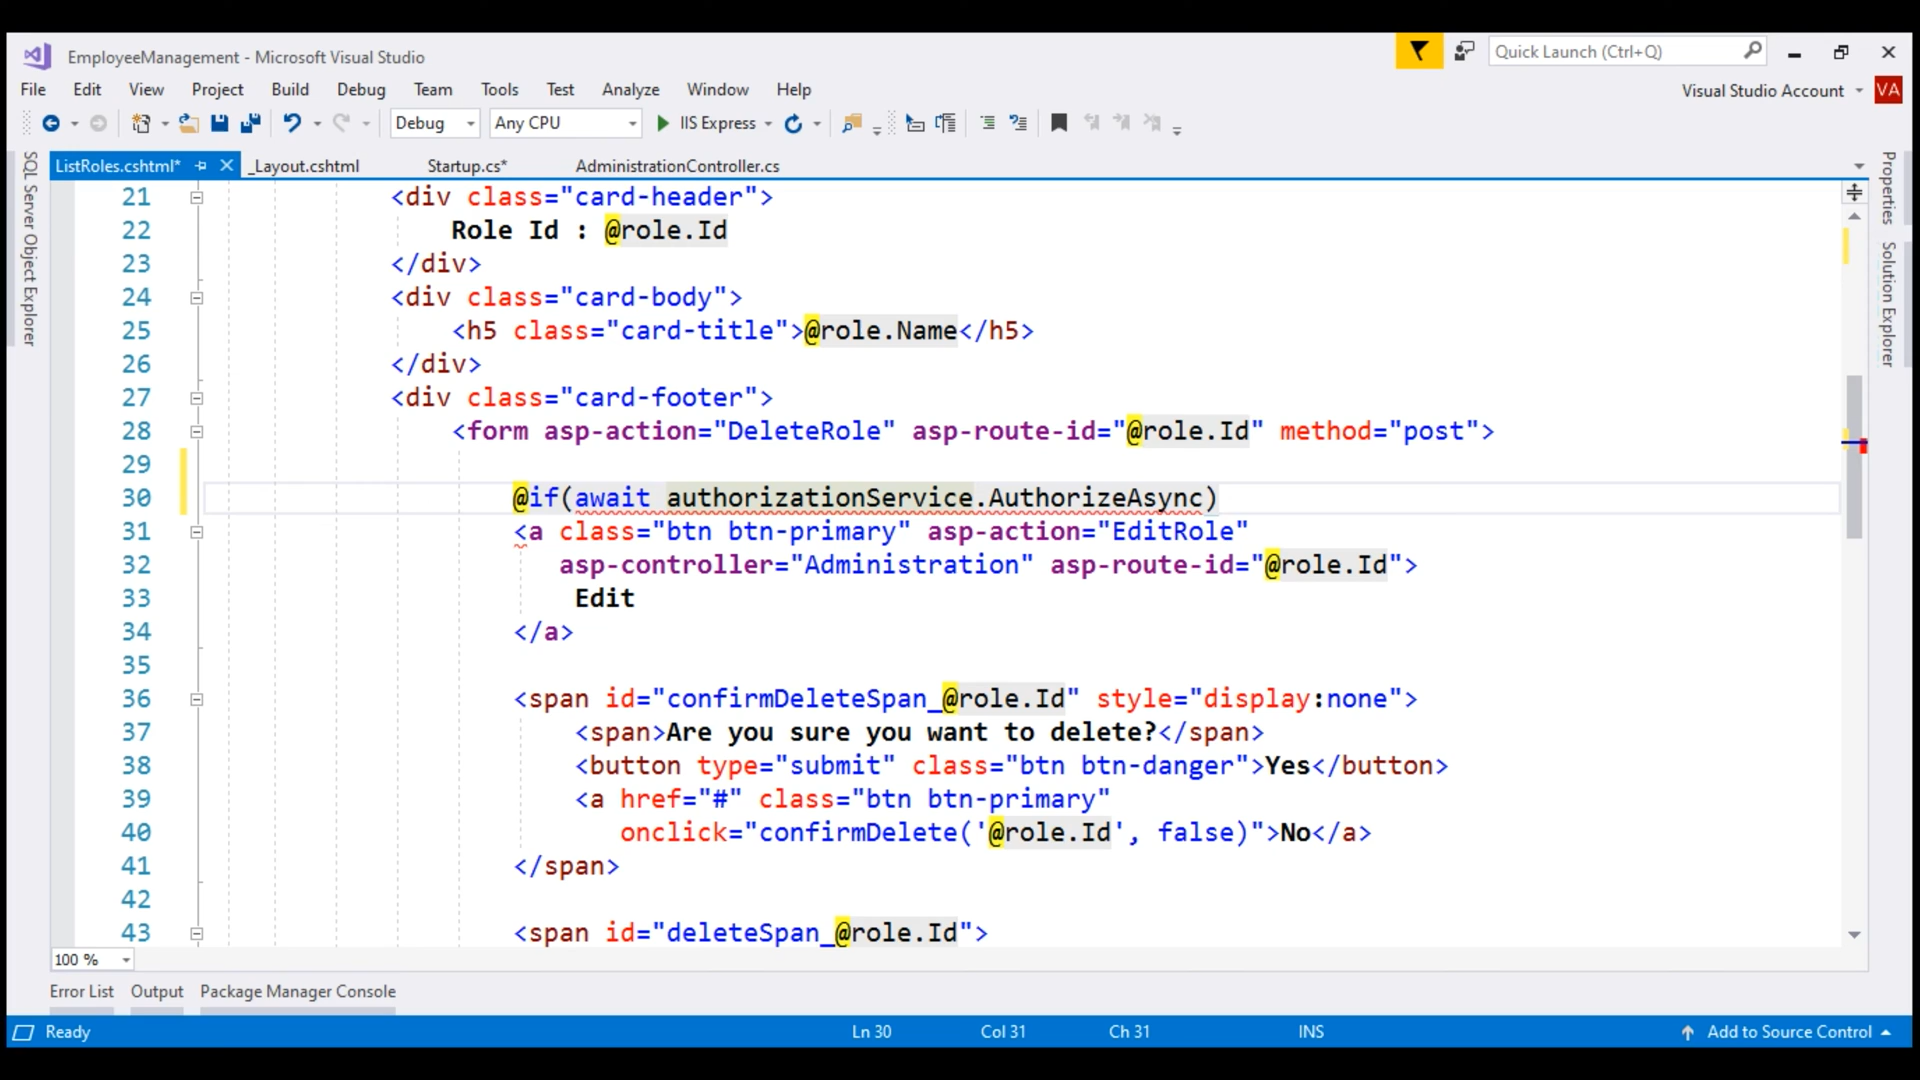 EmployeeManagement - Microsoft Visual Studio
Quick Launch (Ctrl+Q)
File Edit View Project Build Debug Team Tools Test Analyze Window Help
Visual Studio Account VA
Debug Any CPU IIS Express
ListRoles.cshtml* _Layout.cshtml Startup.cs* AdministrationController.cs
SQL Server Object Explorer
Properties
Solution Explorer
21 <div class="card-header">
22 Role Id : @role.Id
23 </div>
24 <div class="card-body">
25 <h5 class="card-title">@role.Name</h5>
26 </div>
27 <div class="card-footer">
28 <form asp-action="DeleteRole" asp-route-id="@role.Id" method="post">
29
30 @if(await authorizationService.AuthorizeAsync)
31 <a class="btn btn-primary" asp-action="EditRole"
32 asp-controller="Administration" asp-route-id="@role.Id">
33 Edit
34 </a>
35
36 <span id="confirmDeleteSpan_@role.Id" style="display:none">
37 <span>Are you sure you want to delete?</span>
38 <button type="submit" class="btn btn-danger">Yes</button>
39 <a href="#" class="btn btn-primary"
40 onclick="confirmDelete('@role.Id', false)">No</a>
41 </span>
42
43 <span id="deleteSpan_@role.Id">
100 %
Error List Output Package Manager Console
Ready Ln 30 Col 31 Ch 31 INS Add to Source Control